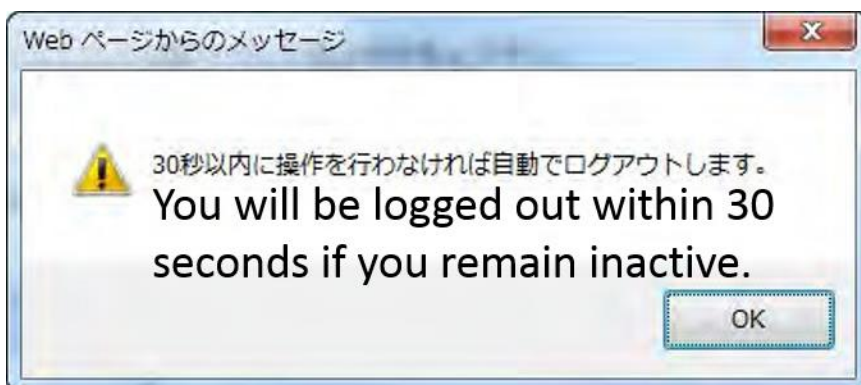 Web ページからのメッセージ
30秒以内に操作を行わなければ自動でログアウトします。
You will be logged out within 30
seconds if you remain inactive.
OK